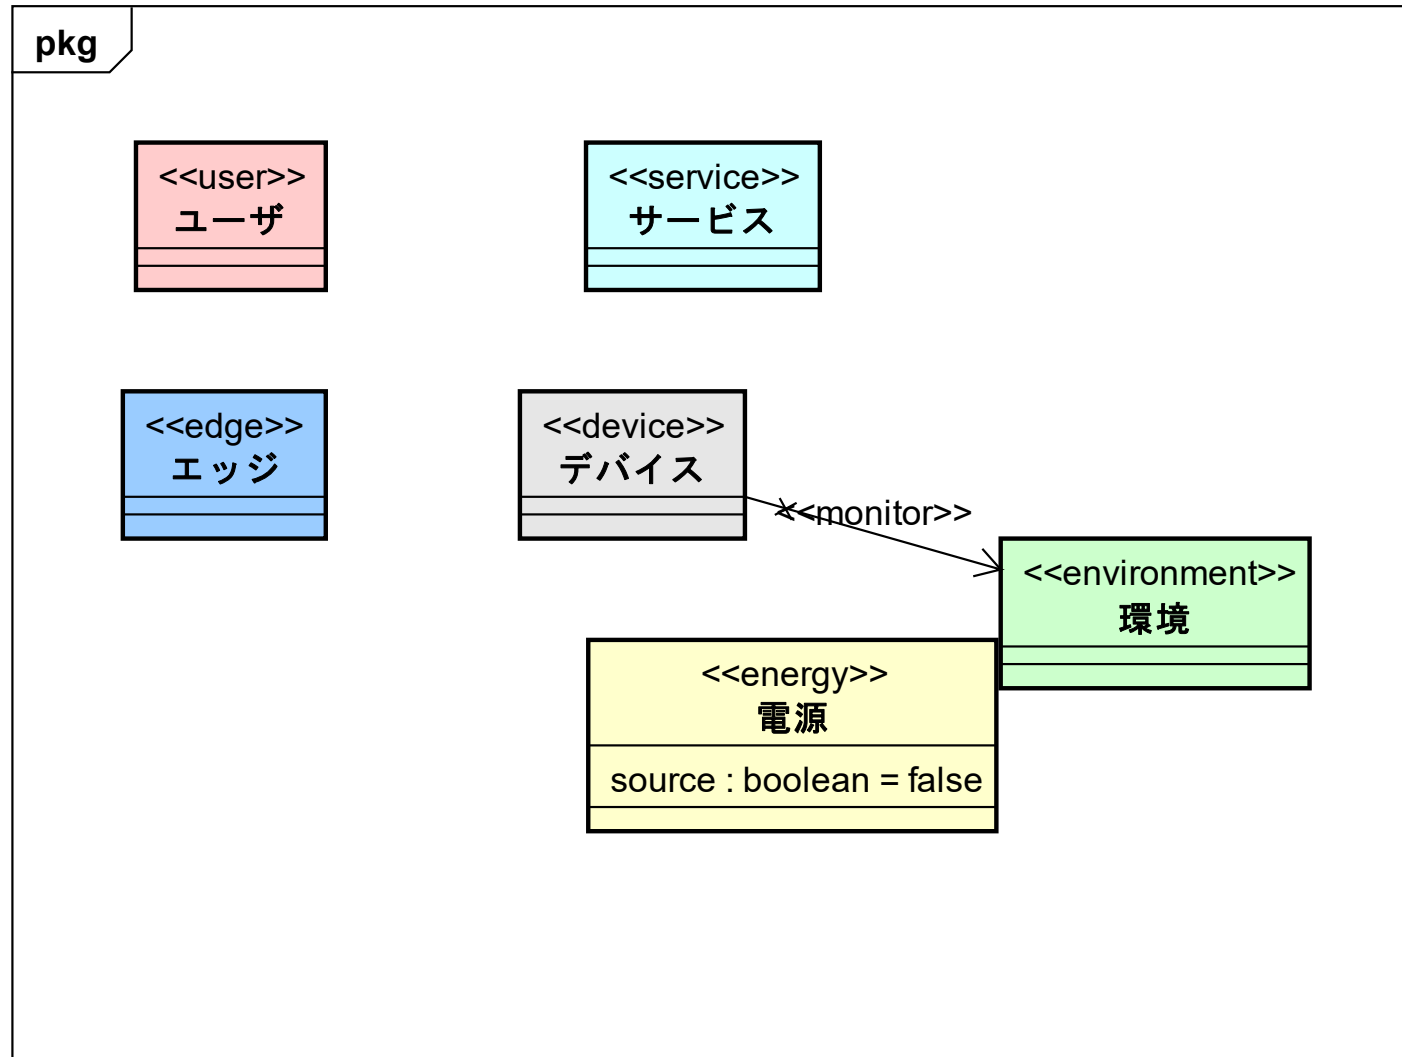 pkg
<<user>>
ユーザ
<<service>>
サービス
<<edge>>
エッジ
<<device>>
デバイス
<<monitor>>
<<environment>>
環境
<<energy>>
電源
source : boolean = false